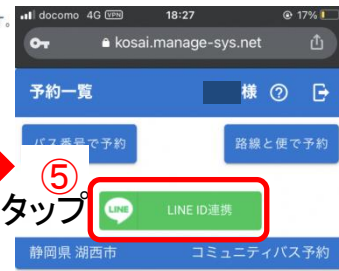 す。
docomo 4G VPN 18:27 17%
kosai.manage-sys.net
予約一覧 様
バス番号で予約 路線と便で予約
⑤
タップ
LINE LINE ID連携
静岡県 湖西市 コミュニティバス予約